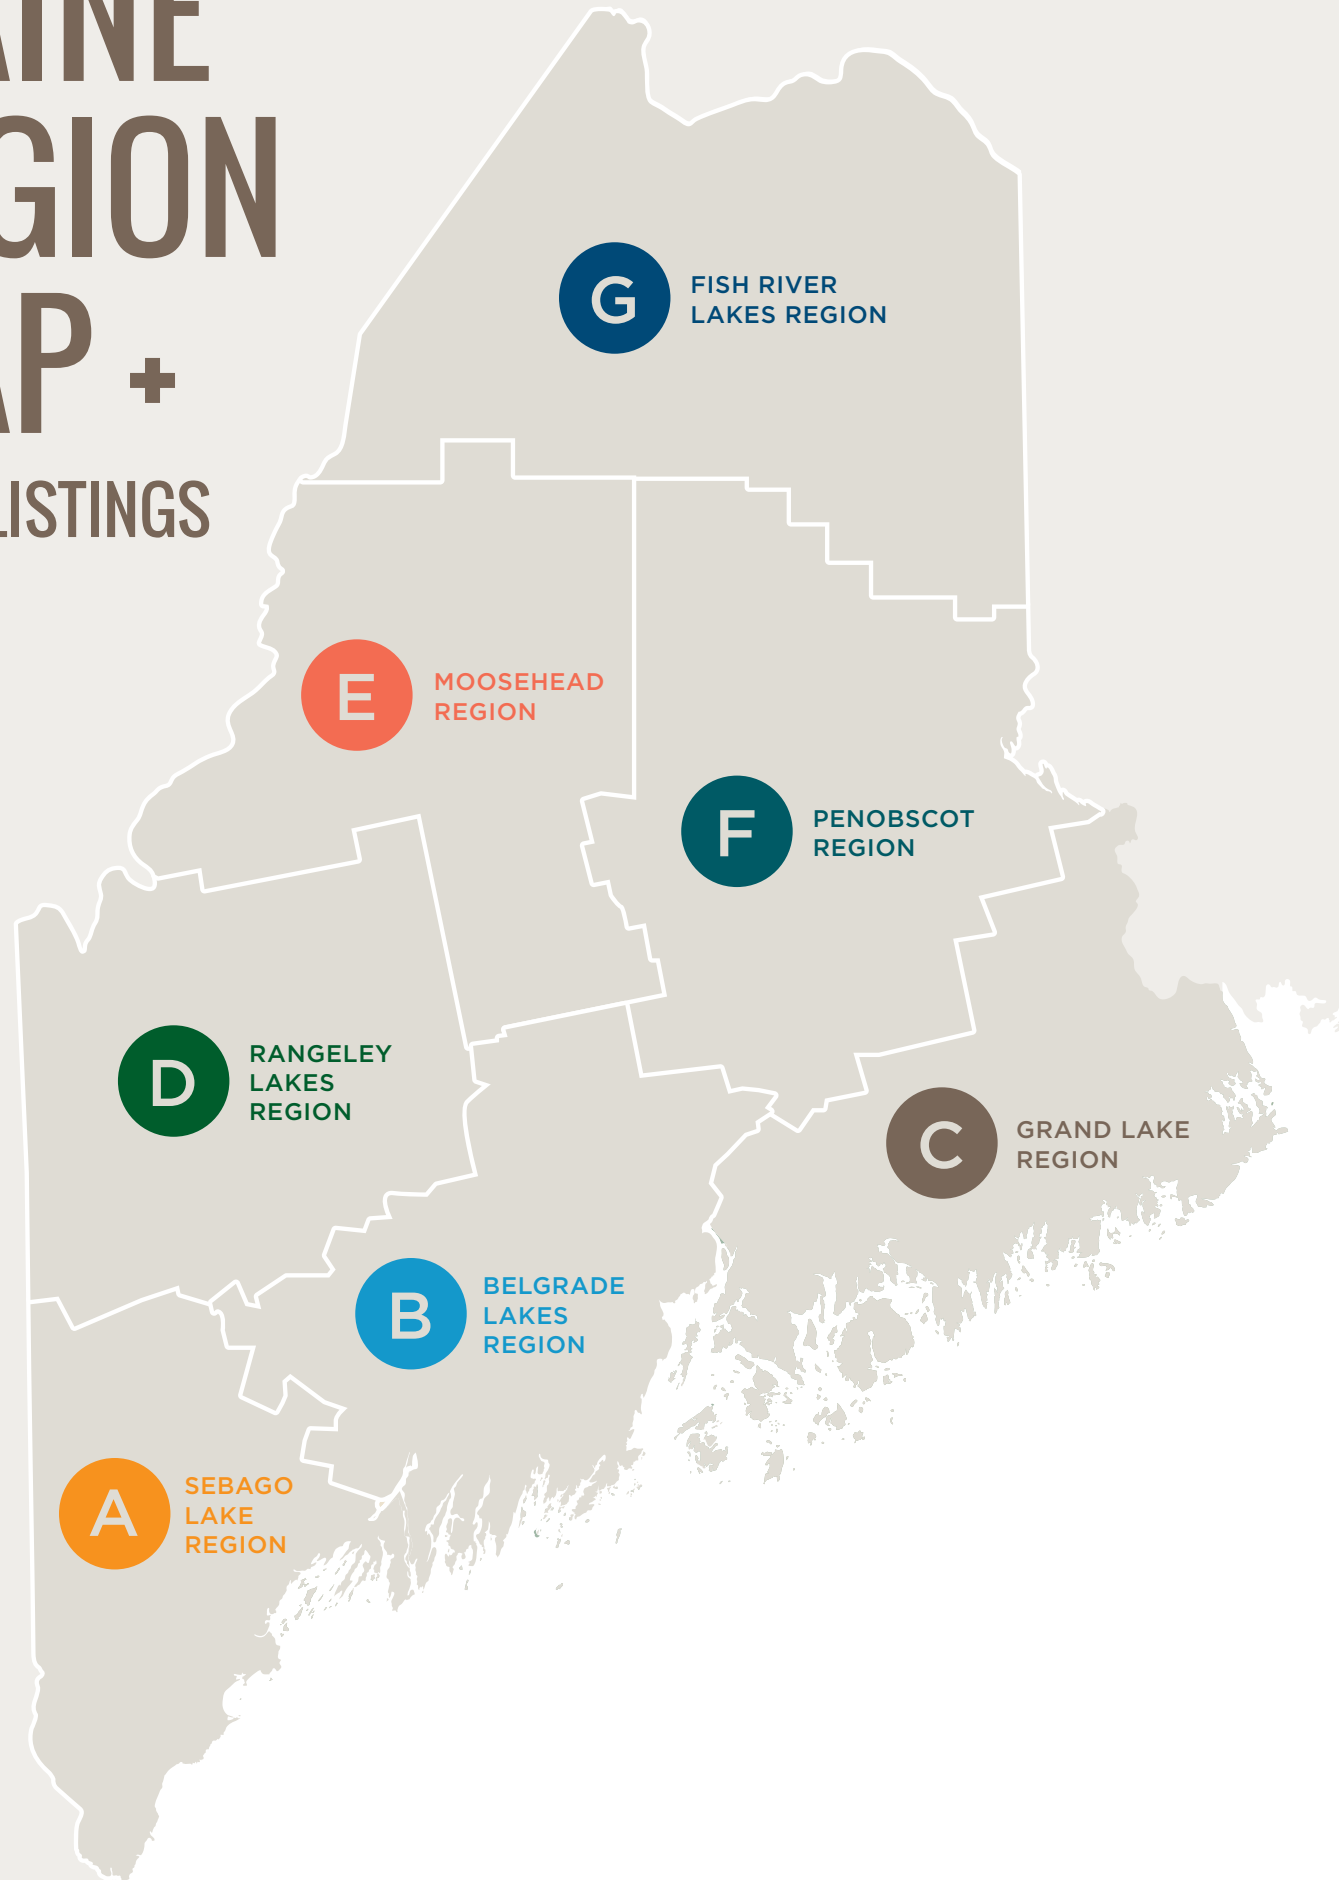 AINE
GION
AP +
LISTINGS
G
FISH RIVER
LAKES REGION
E
MOOSEHEAD
REGION
F
PENOBSCOT
REGION
D
RANGELEY
LAKES
REGION
C
GRAND LAKE
REGION
B
BELGRADE
LAKES
REGION
A
SEBAGO
LAKE
REGION